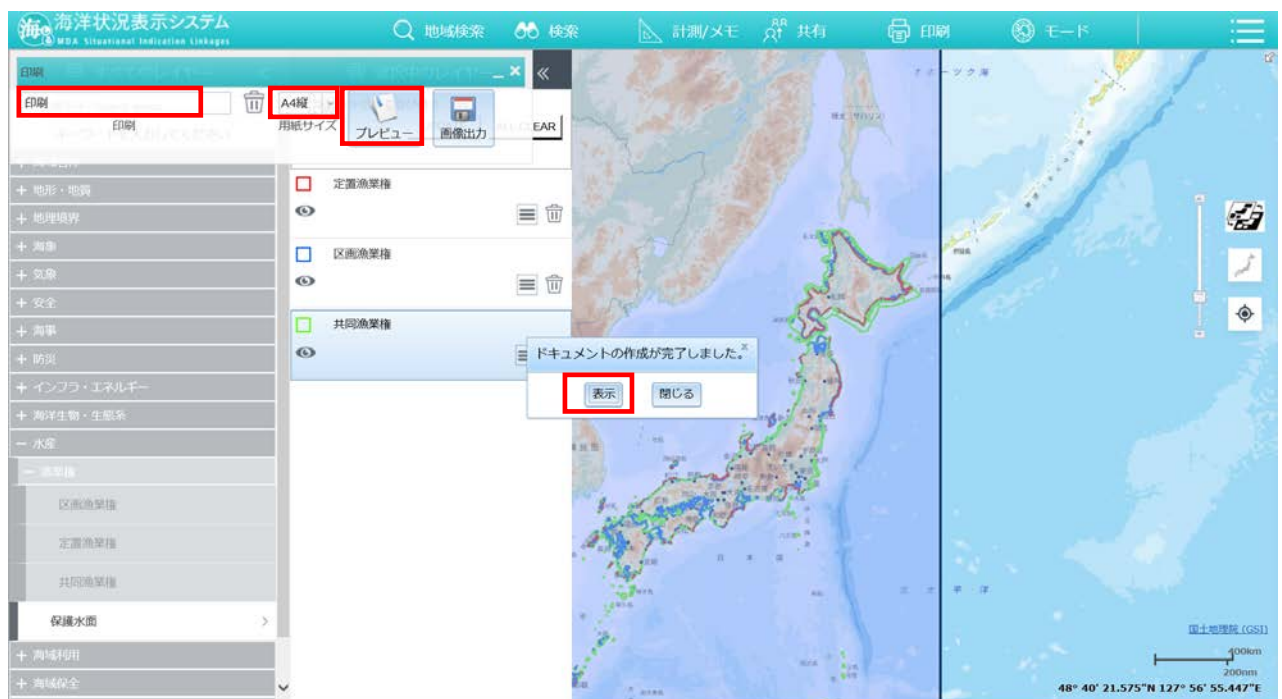 海洋状況表示システム
MDA Situational Indication Linkages
地域検索
検索
計測/メモ
共有
印刷
モード
印刷
印刷
印刷
A4縦
用紙サイズ
プレビュー
画像出力
EAR
+ 地形・地質
+ 地理境界
+ 海象
+ 気象
+ 安全
+ 海事
+ 防災
+ インフラ・エネルギー
+ 海洋生物・生態系
− 水産
− 漁業権
区画漁業権
定置漁業権
共同漁業権
保護水面
+ 海域利用
+ 海域保全
定置漁業権
区画漁業権
共同漁業権
ドキュメントの作成が完了しました。
表示
閉じる
日 本 国
太 平 洋
国土地理院 (GSI)
400km
200nm
48° 40' 21.575"N 127° 56' 55.447"E